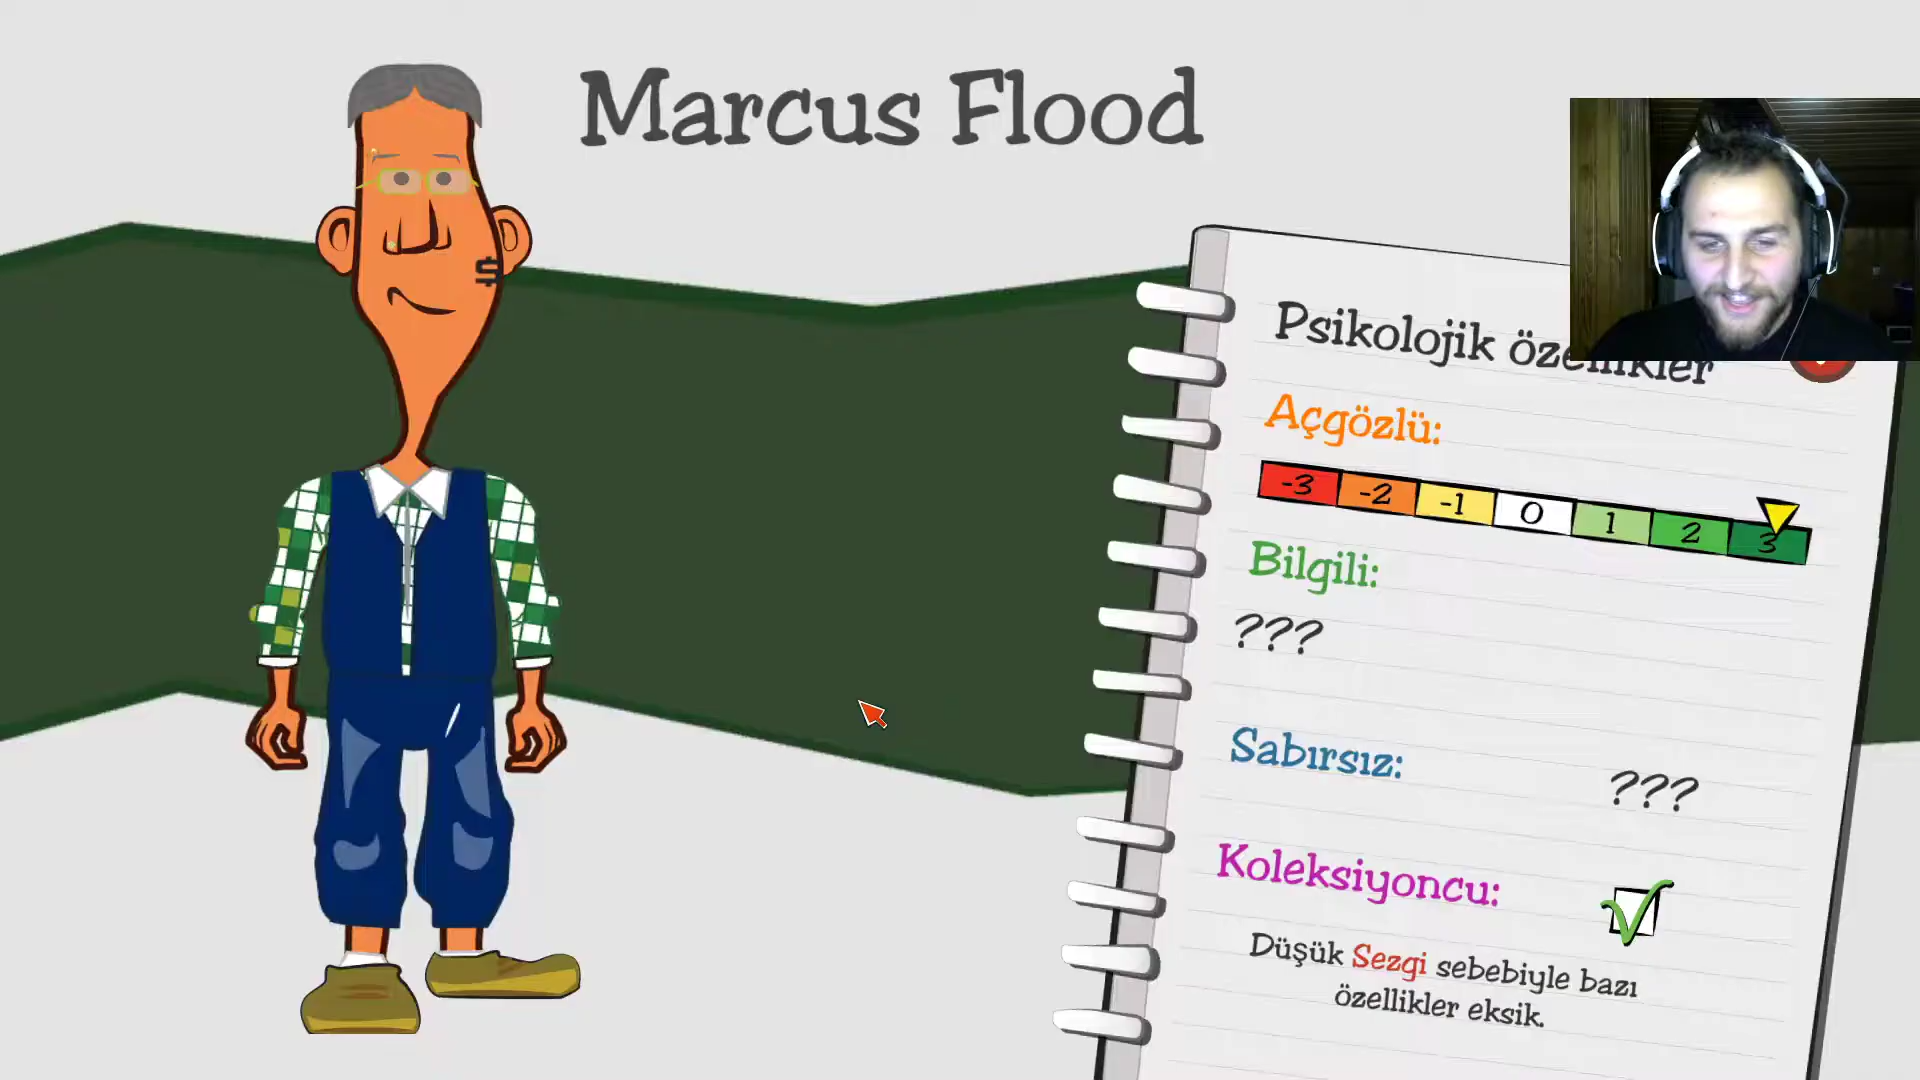 Marcus Flood
$
Psikolojik özellikler
Açgözlü:
-3 -2 -1 0 1 2 3
Bilgili:
???
Sabırsız:
???
Koleksiyoncu:
Düşük Sezgi sebebiyle bazı
özellikler eksik.